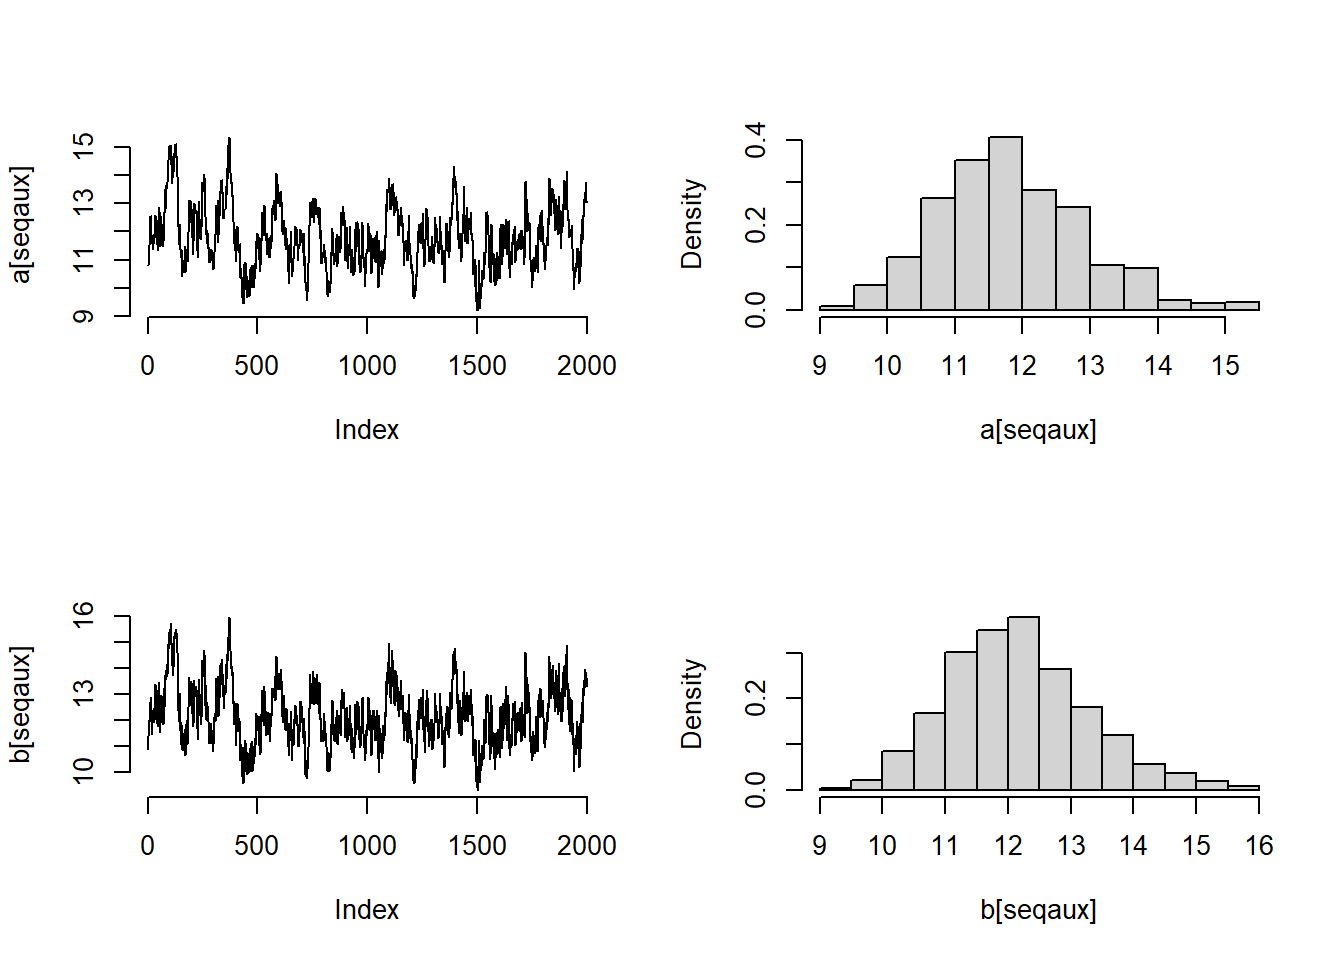 a[seqaux]
15
13
11
9
0 500 1000 1500 2000
Index
Density
0.4
0.2
0.0
9 10 11 12 13 14 15
a[seqaux]
b[seqaux]
16
13
10
0 500 1000 1500 2000
Index
Density
0.2
0.0
9 10 11 12 13 14 15 16
b[seqaux]